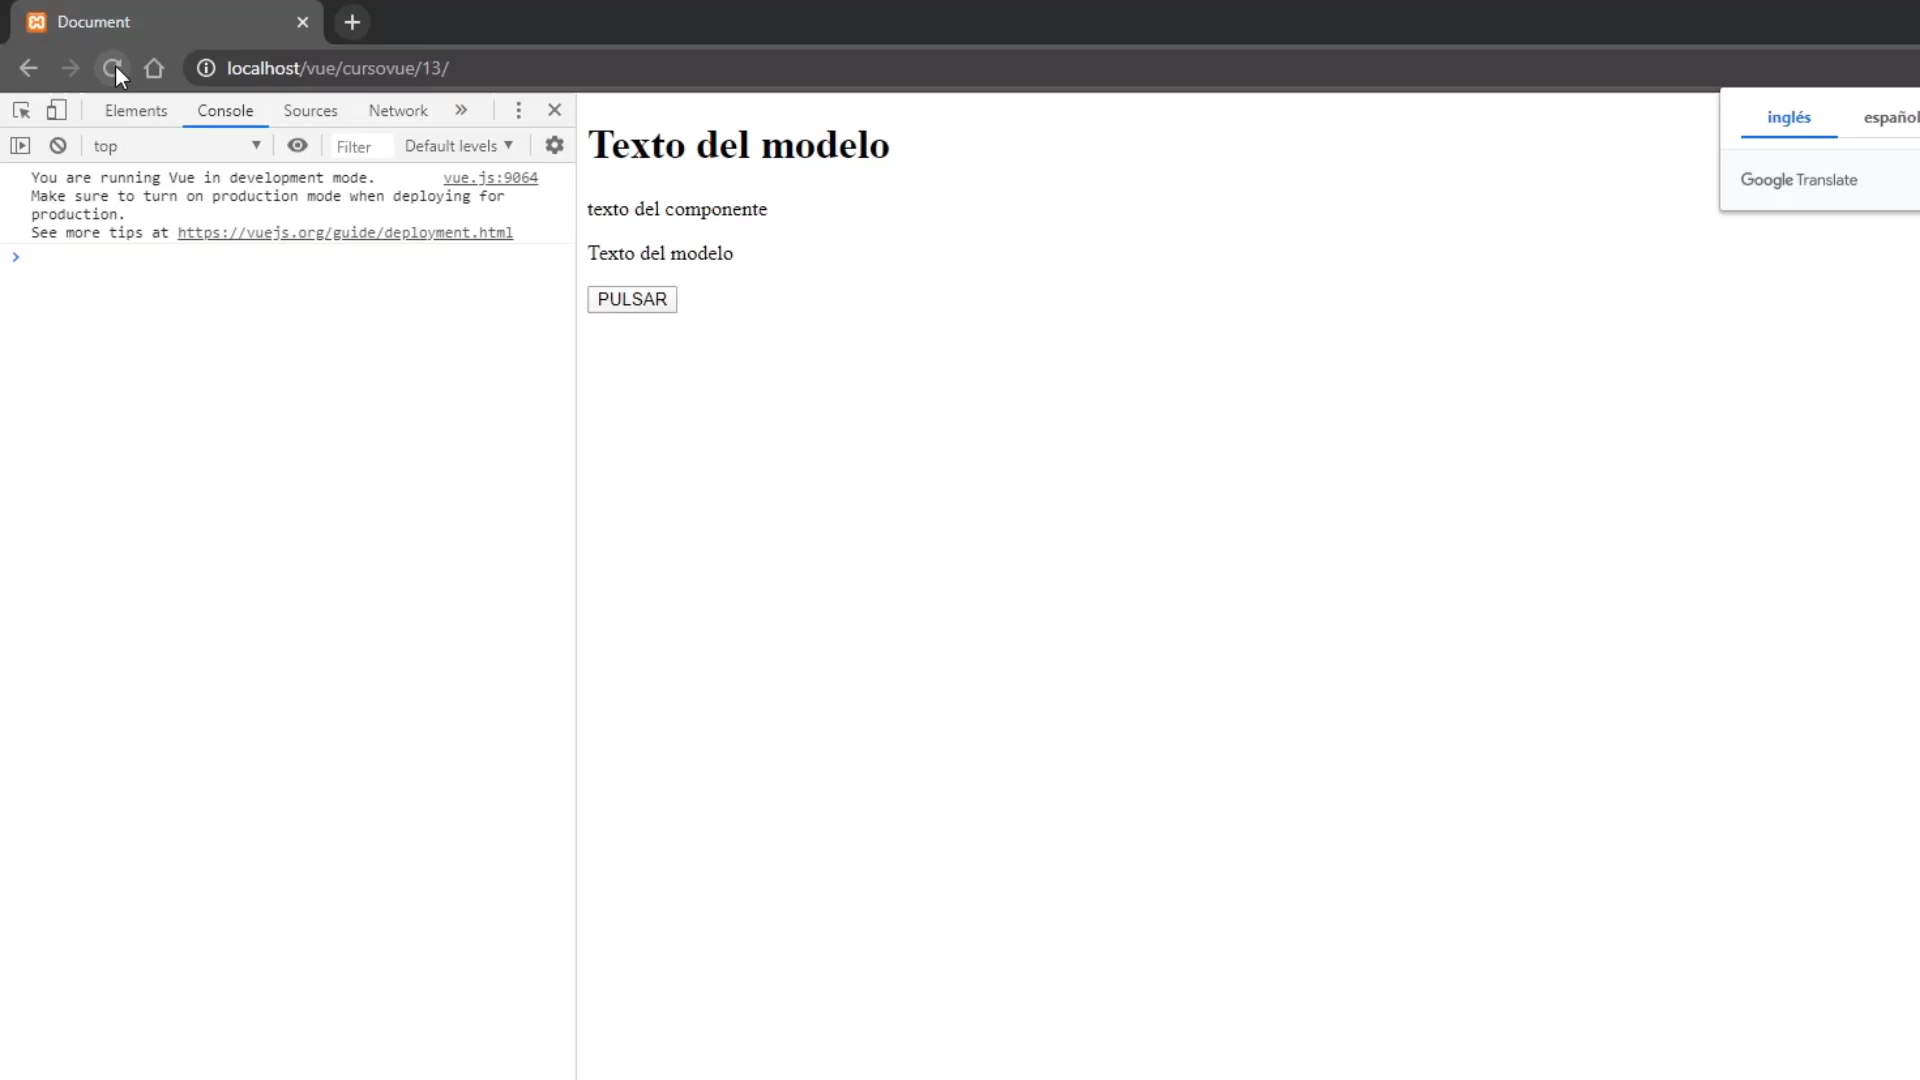 Document
localhost/vue/cursovue/13/
Elements Console Sources Network
top Filter Default levels
You are running Vue in development mode. vue.js:9064
Make sure to turn on production mode when deploying for
production.
See more tips at https://vuejs.org/guide/deployment.html
Texto del modelo
texto del componente
Texto del modelo
PULSAR
inglés español
Google Translate